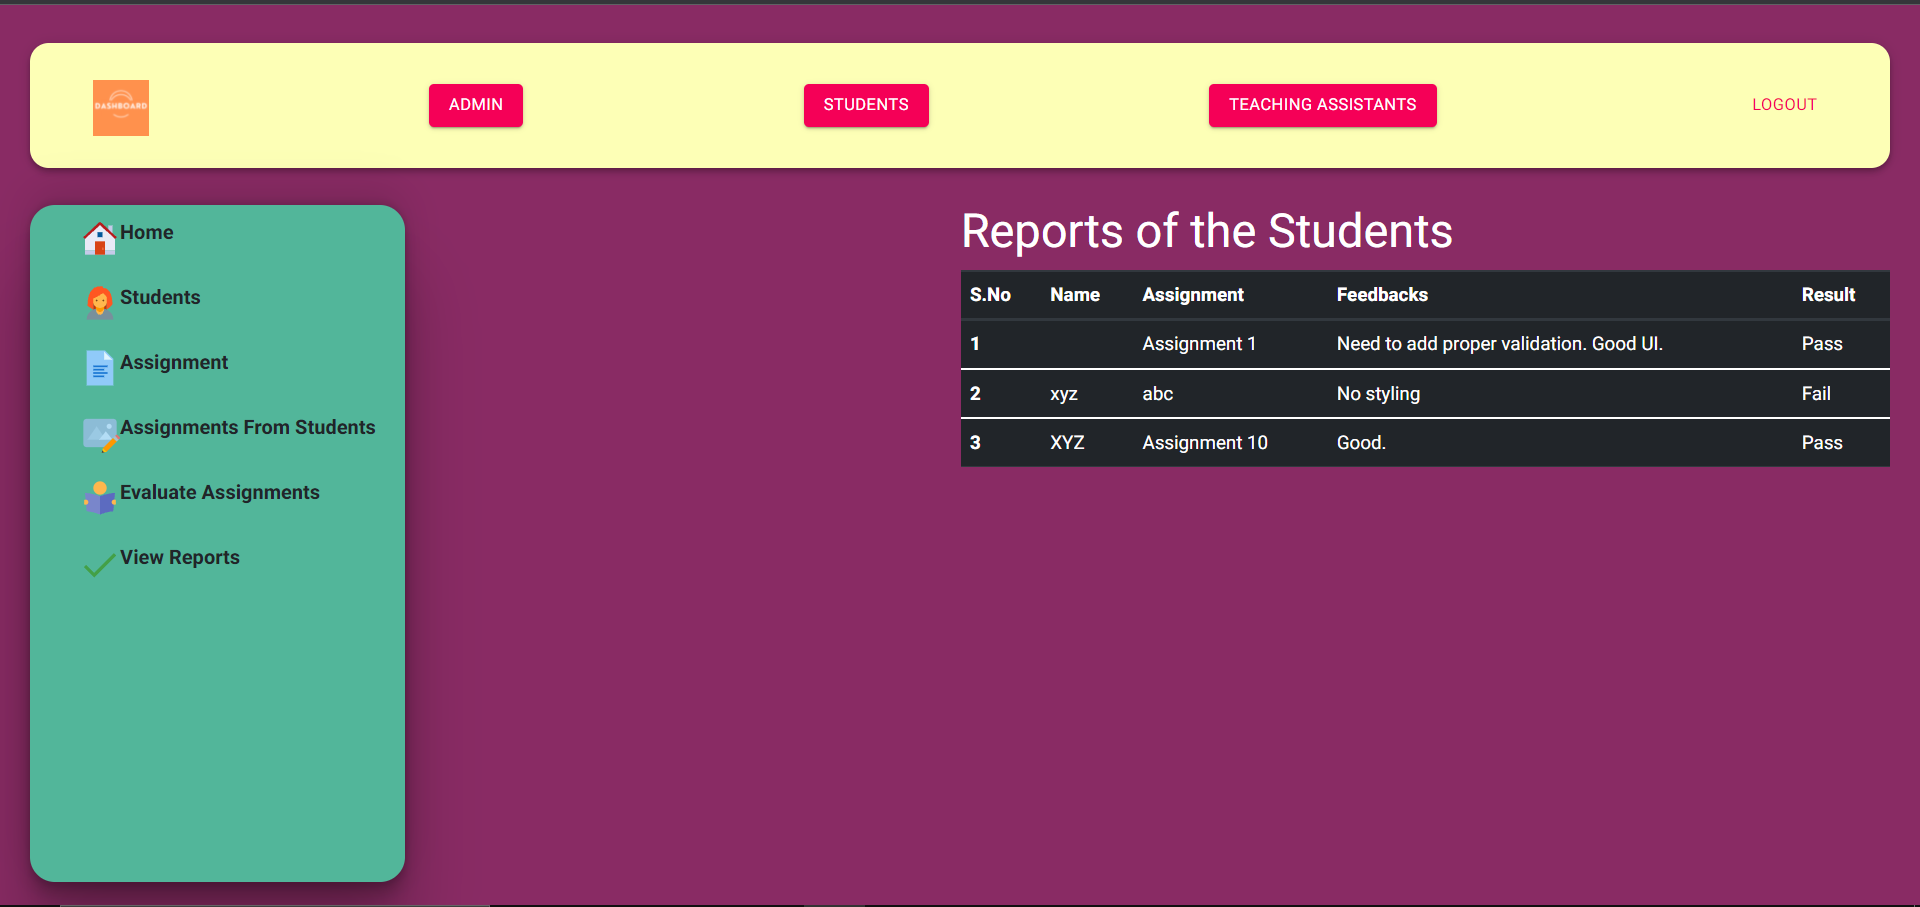 DASHBOARD
ADMIN
STUDENTS
TEACHING ASSISTANTS
LOGOUT
Home
Students
Assignment
Assignments From Students
Evaluate Assignments
View Reports
Reports of the Students
S.No Name Assignment Feedbacks Result
1 Assignment 1 Need to add proper validation. Good UI. Pass
2 xyz abc No styling Fail
3 XYZ Assignment 10 Good. Pass